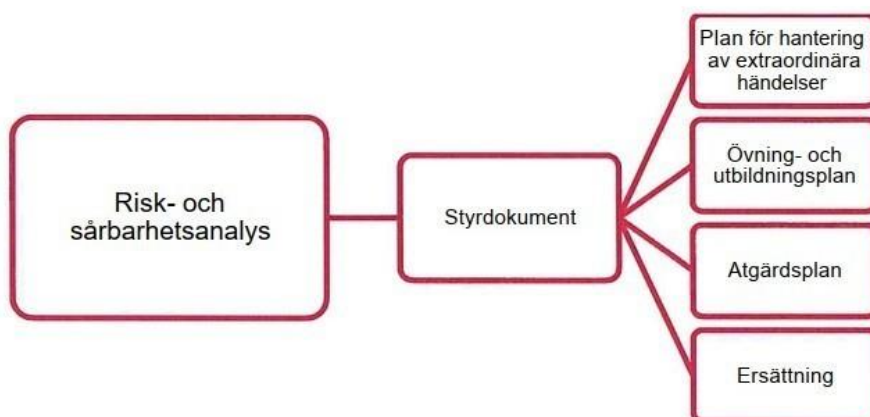 Risk- och
sårbarhetsanalys
Styrdokument
Plan för hantering
av extraordinära
händelser
Övning- och
utbildningsplan
Atgärdsplan
Ersättning